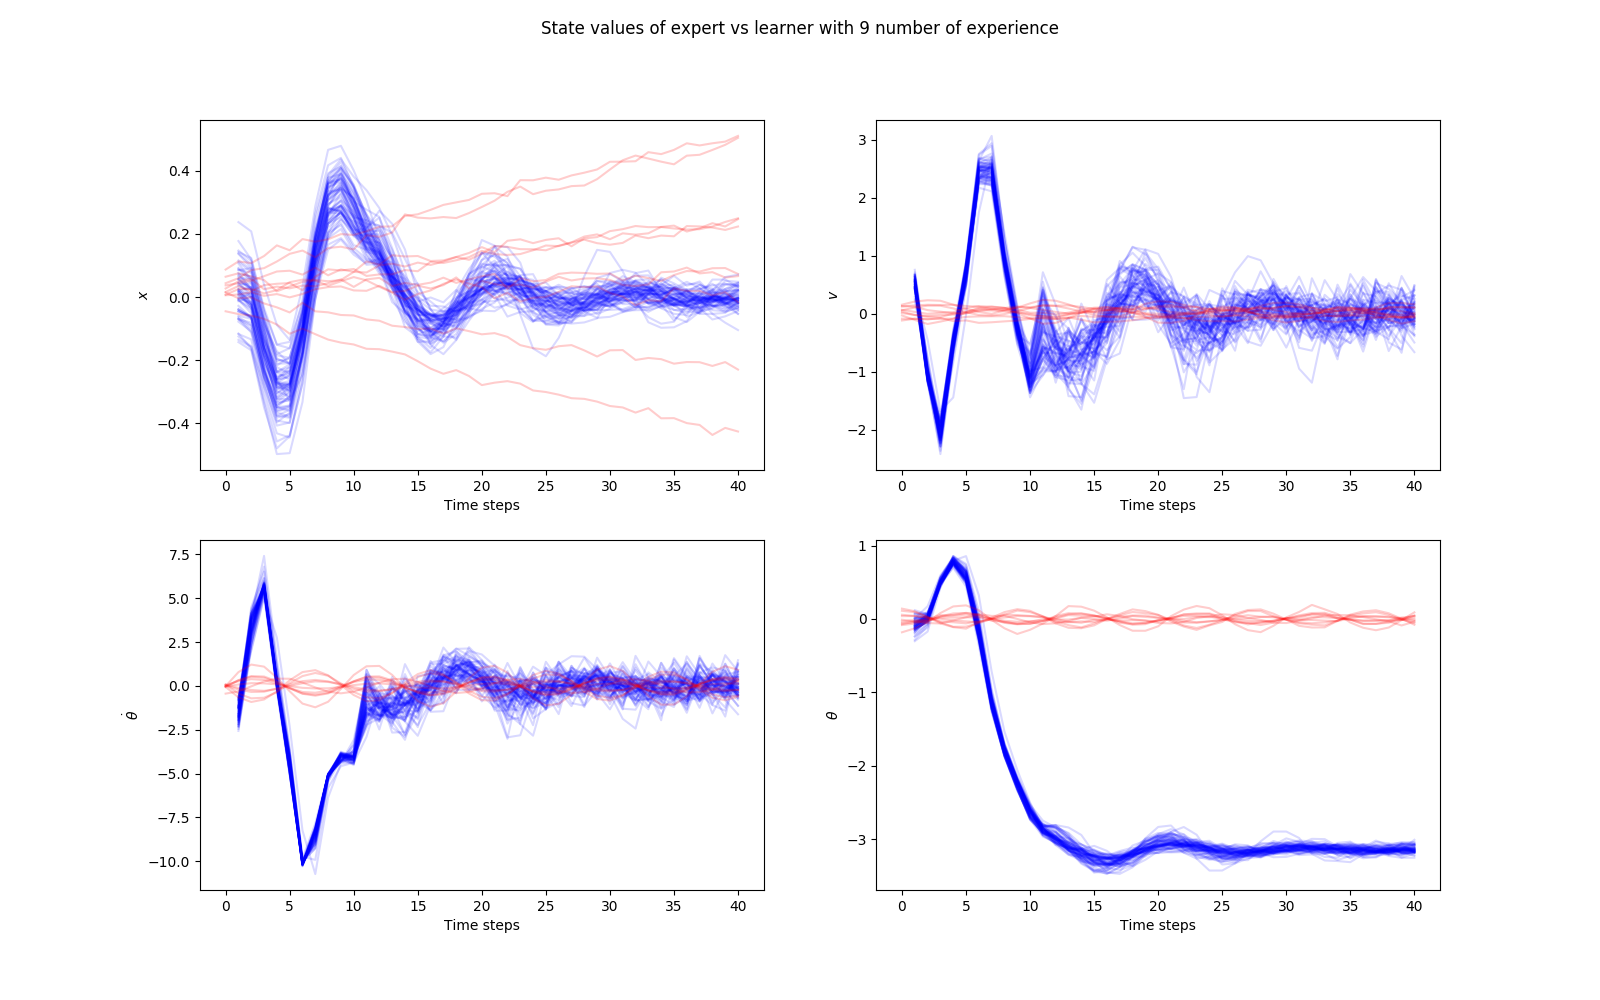 State values of expert vs learner with 9 number of experience
0.4
0.2
0.0
−0.2
−0.4
x
0 5 10 15 20 25 30 35 40
Time steps
3
2
1
0
−1
−2
v
0 5 10 15 20 25 30 35 40
Time steps
7.5
5.0
2.5
0.0
−2.5
−5.0
−7.5
−10.0
θ̇
0 5 10 15 20 25 30 35 40
Time steps
1
0
−1
−2
−3
θ
0 5 10 15 20 25 30 35 40
Time steps